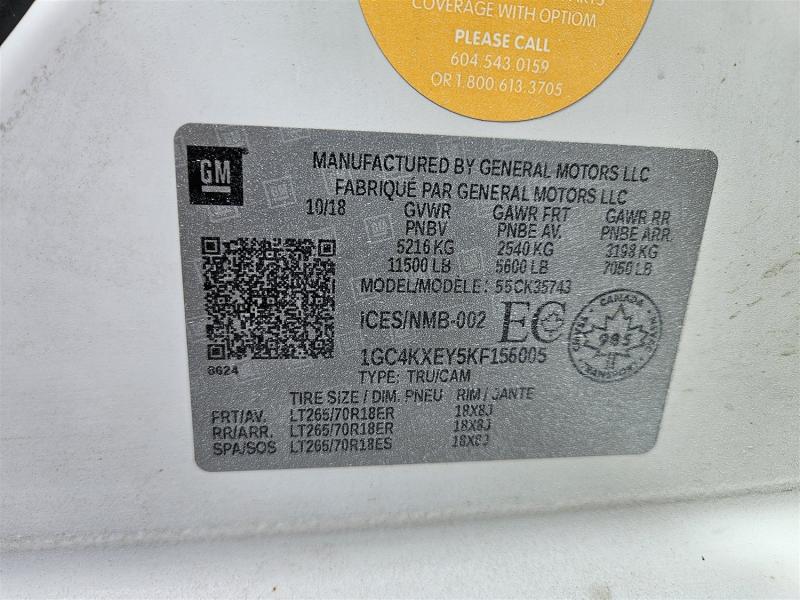 COVERAGE WITH OPTIOM
PLEASE CALL
604.543.0159
OR 1.800.613.3705
GM
MANUFACTURED BY GENERAL MOTORS LLC
FABRIQUÉ PAR GENERAL MOTORS LLC
10/18 GVWR GAWR FRT GAWR RR
PNBV PNBE AV. PNBE ARR.
5216 KG 2540 KG 3198 KG
11500 LB 5600 LB 7050 LB
MODEL/MODELE: 55CK35743
iCES/NMB-002 EC
CANADA
985
1GC4KXEY5KF156005
8624
TYPE: TRU/CAM
TIRE SIZE / DIM. PNEU RIM / JANTE
FRT/AV. LT265/70R18ER 18X8J
RR/ARR. LT265/70R18ER 18X8J
SPA/SOS LT265/70R18ES 18X8J